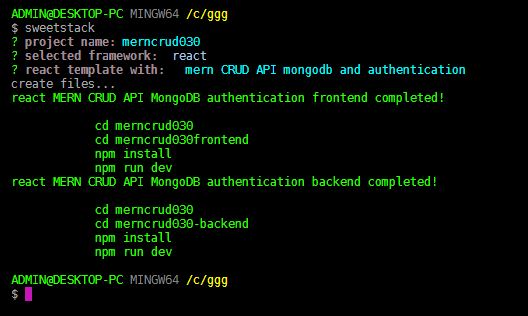 ADMIN@DESKTOP-PC MINGW64 /c/ggg
$ sweetstack
? project name: merncrud030
? selected framework: react
? react template with: mern CRUD API mongodb and authentication
create files...
react MERN CRUD API MongoDB authentication frontend completed!
cd merncrud030
cd merncrud030frontend
npm install
npm run dev
react MERN CRUD API MongoDB authentication backend completed!
cd merncrud030
cd merncrud030-backend
npm install
npm run dev
ADMIN@DESKTOP-PC MINGW64 /c/ggg
$